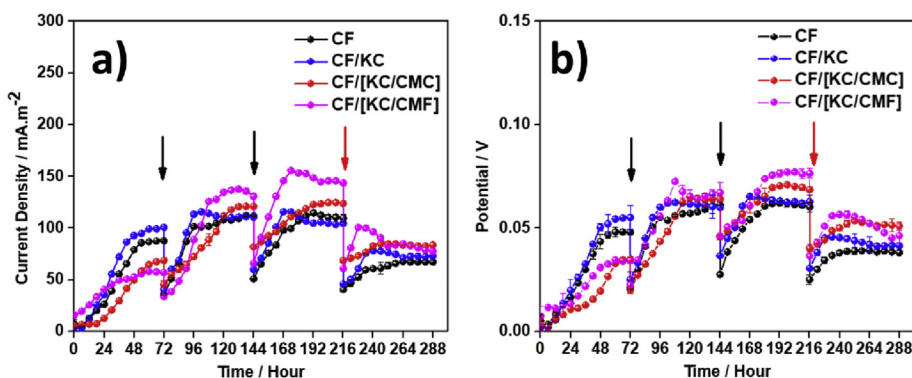 a)
CF
CF/KC
CF/[KC/CMC]
CF/[KC/CMF]
Current Density / mA.m-2
300
250
200
150
100
50
0
0 24 48 72 96 120 144 168 192 216 240 264 288
Time / Hour
b)
CF
CF/KC
CF/[KC/CMC]
CF/[KC/CMF]
Potential / V
0.15
0.10
0.05
0.00
0 24 48 72 96 120 144 168 192 216 240 264 288
Time / Hour